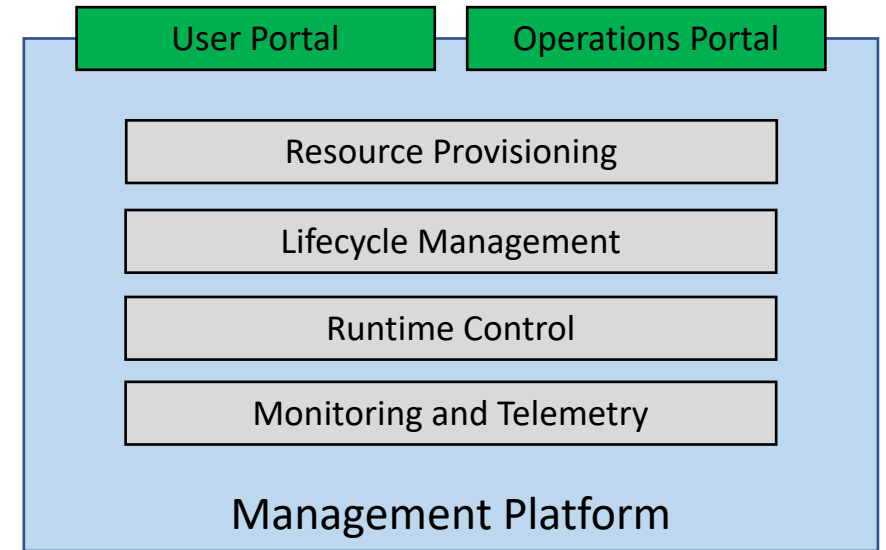 User Portal
Operations Portal
Resource Provisioning
Lifecycle Management
Runtime Control
Monitoring and Telemetry
Management Platform